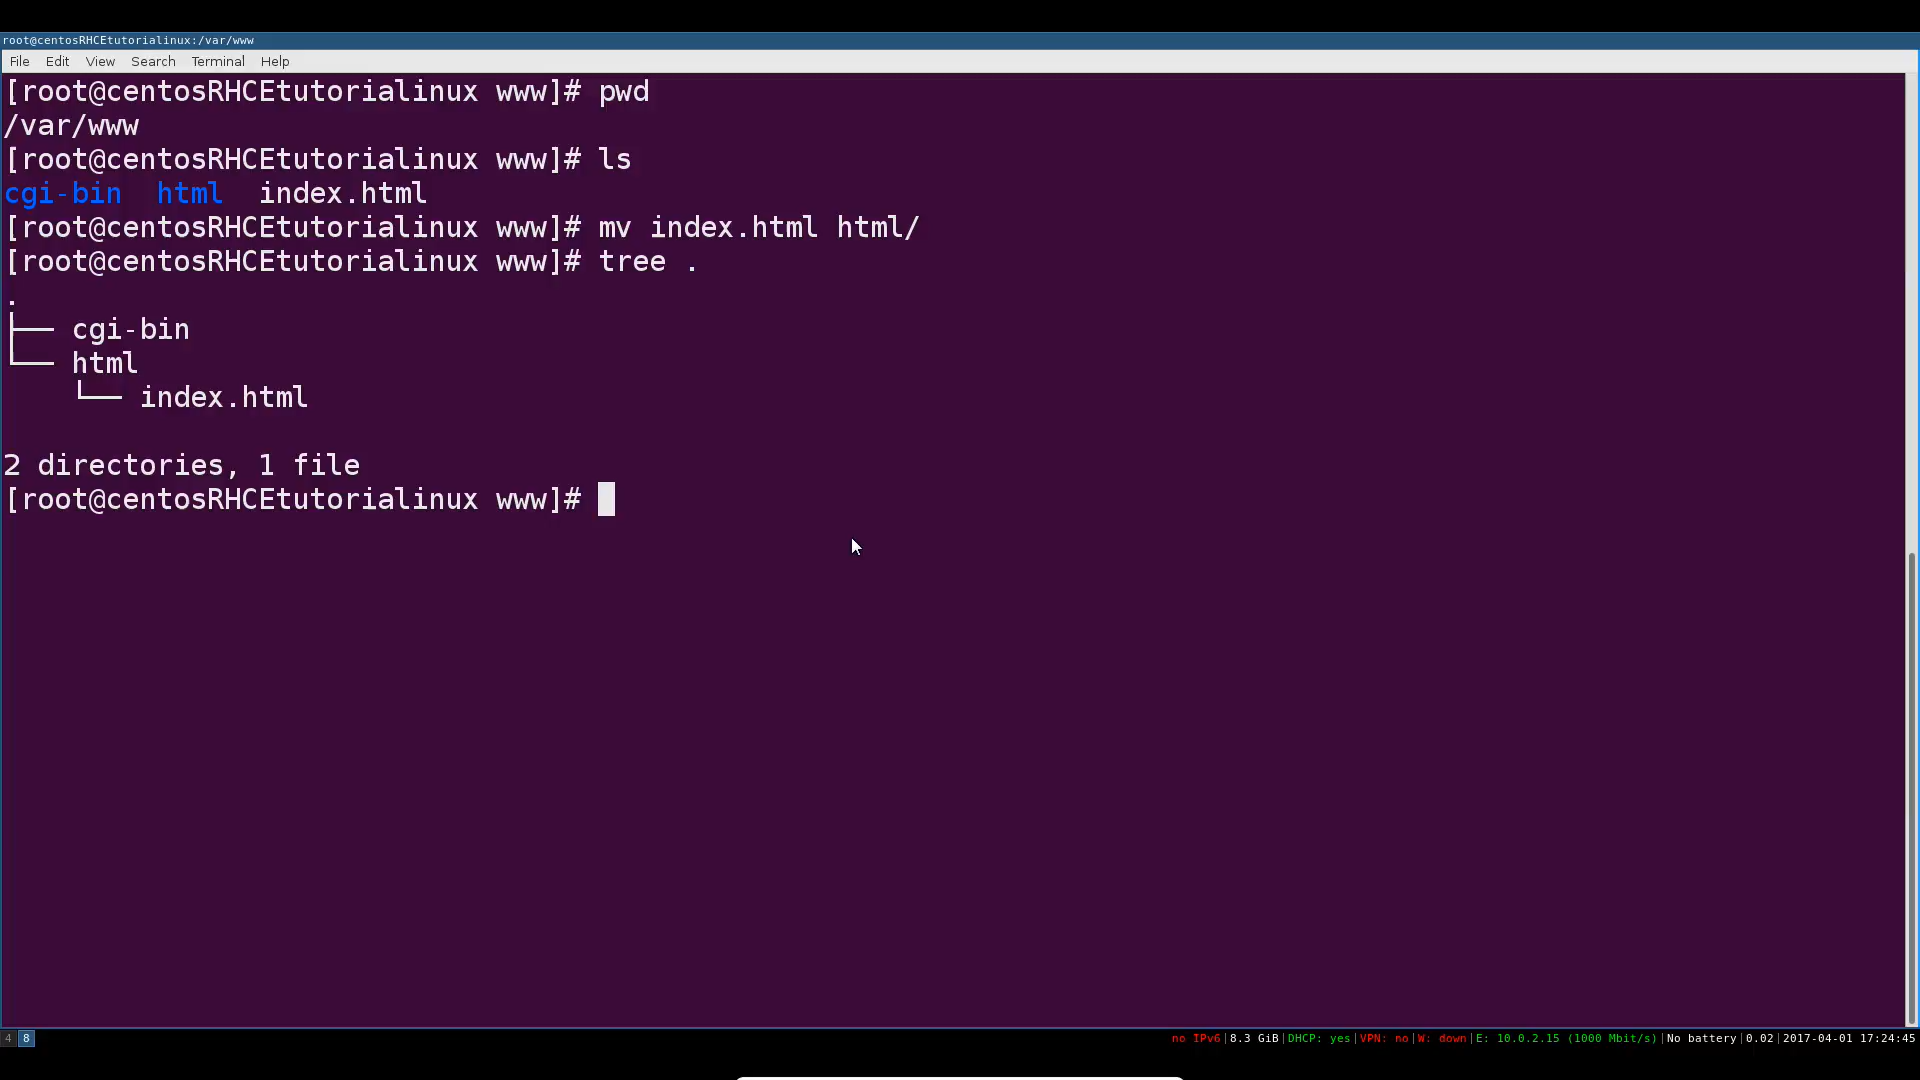 root@centosRHCEtutorialinux:/var/www
File Edit View Search Terminal Help
[root@centosRHCEtutorialinux www]# pwd
/var/www
[root@centosRHCEtutorialinux www]# ls
cgi-bin  html  index.html
[root@centosRHCEtutorialinux www]# mv index.html html/
[root@centosRHCEtutorialinux www]# tree .
.
├── cgi-bin
└── html
    └── index.html
2 directories, 1 file
[root@centosRHCEtutorialinux www]#
4 8 no IPv6|8.3 GiB|DHCP: yes|VPN: no|W: down|E: 10.0.2.15 (1000 Mbit/s)|No battery|0.02|2017-04-01 17:24:45